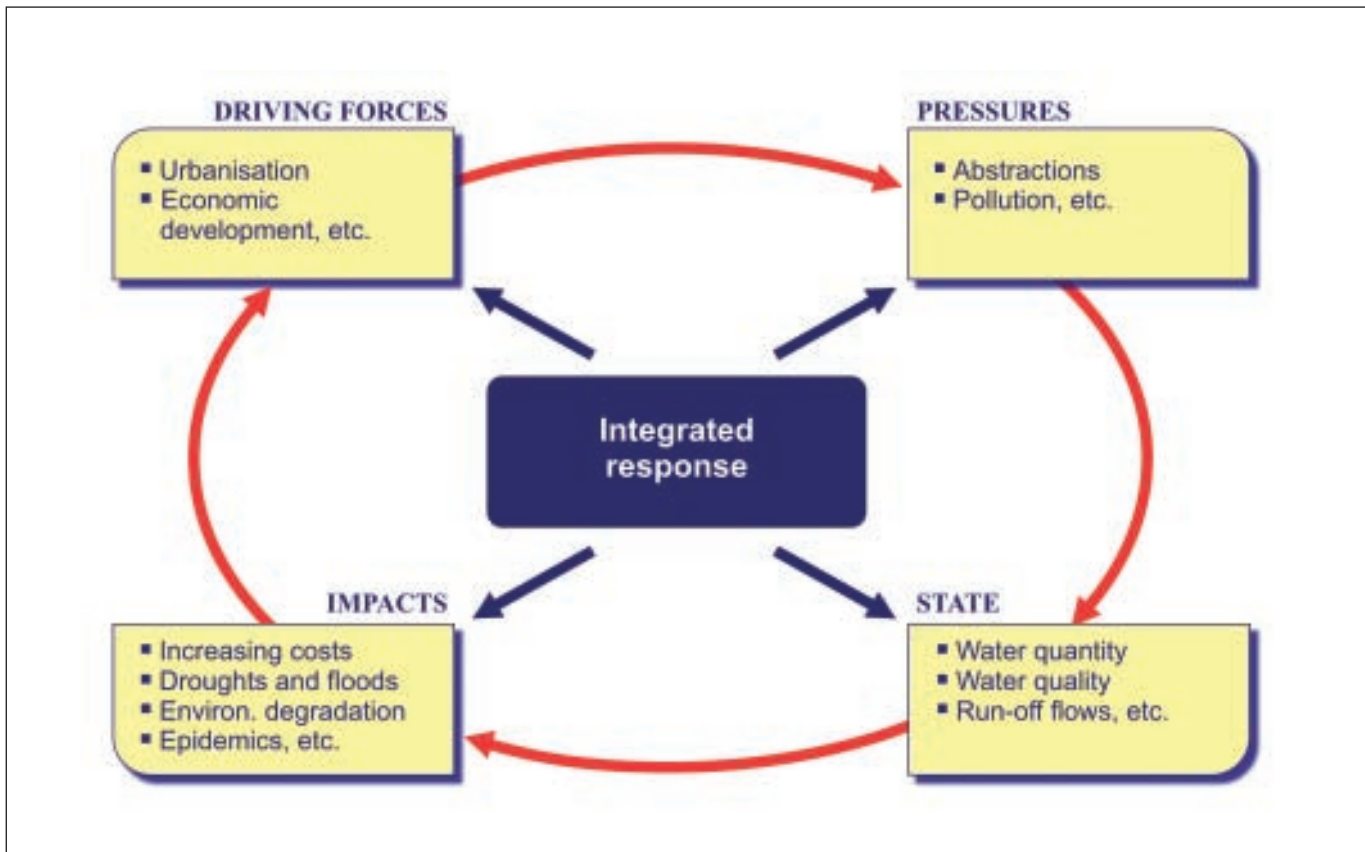 DRIVING FORCES
▪ Urbanisation
▪ Economic
development, etc.
PRESSURES
▪ Abstractions
▪ Pollution, etc.
Integrated
response
IMPACTS
▪ Increasing costs
▪ Droughts and floods
▪ Environ. degradation
▪ Epidemics, etc.
STATE
▪ Water quantity
▪ Water quality
▪ Run-off flows, etc.